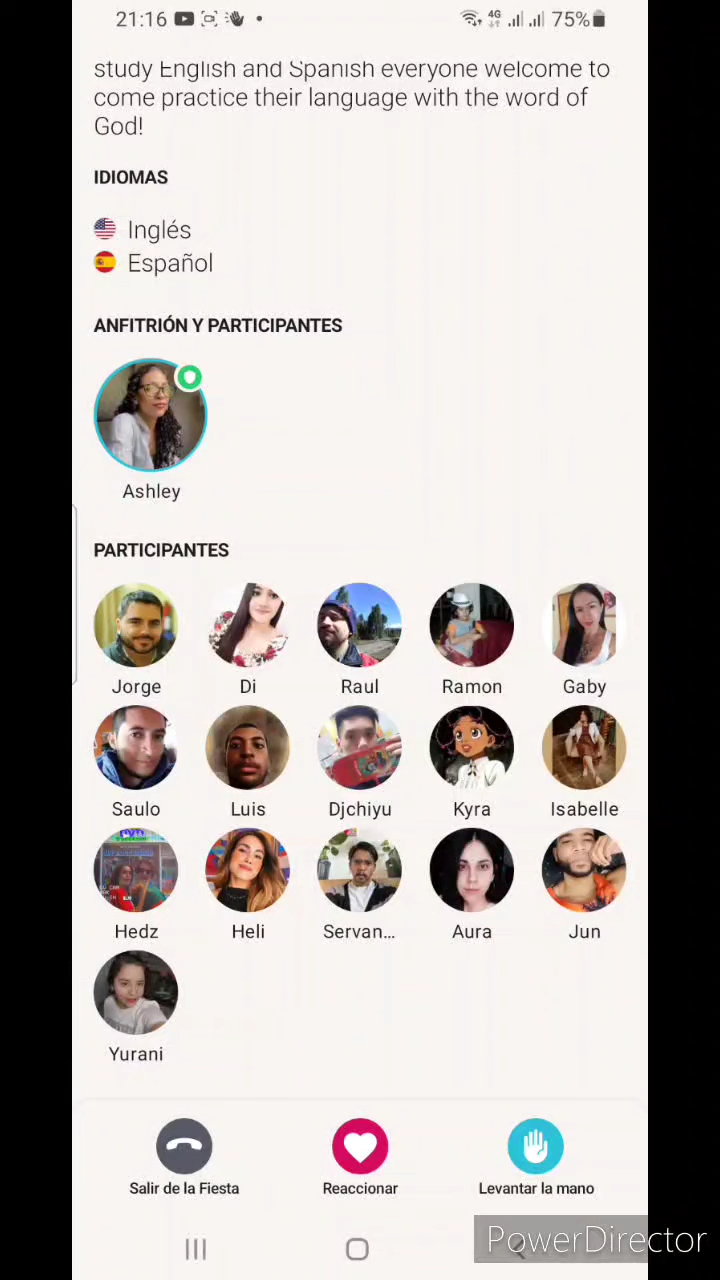 21:16 4G 75%
study English and Spanish everyone welcome to
come practice their language with the word of
God!
IDIOMAS
Inglés
Español
ANFITRIÓN Y PARTICIPANTES
Ashley
PARTICIPANTES
Jorge Di Raul Ramon Gaby
Saulo Luis Djchiyu Kyra Isabelle
Hedz Heli Servan... Aura Jun
Yurani
Salir de la Fiesta Reaccionar Levantar la mano
PowerDirector